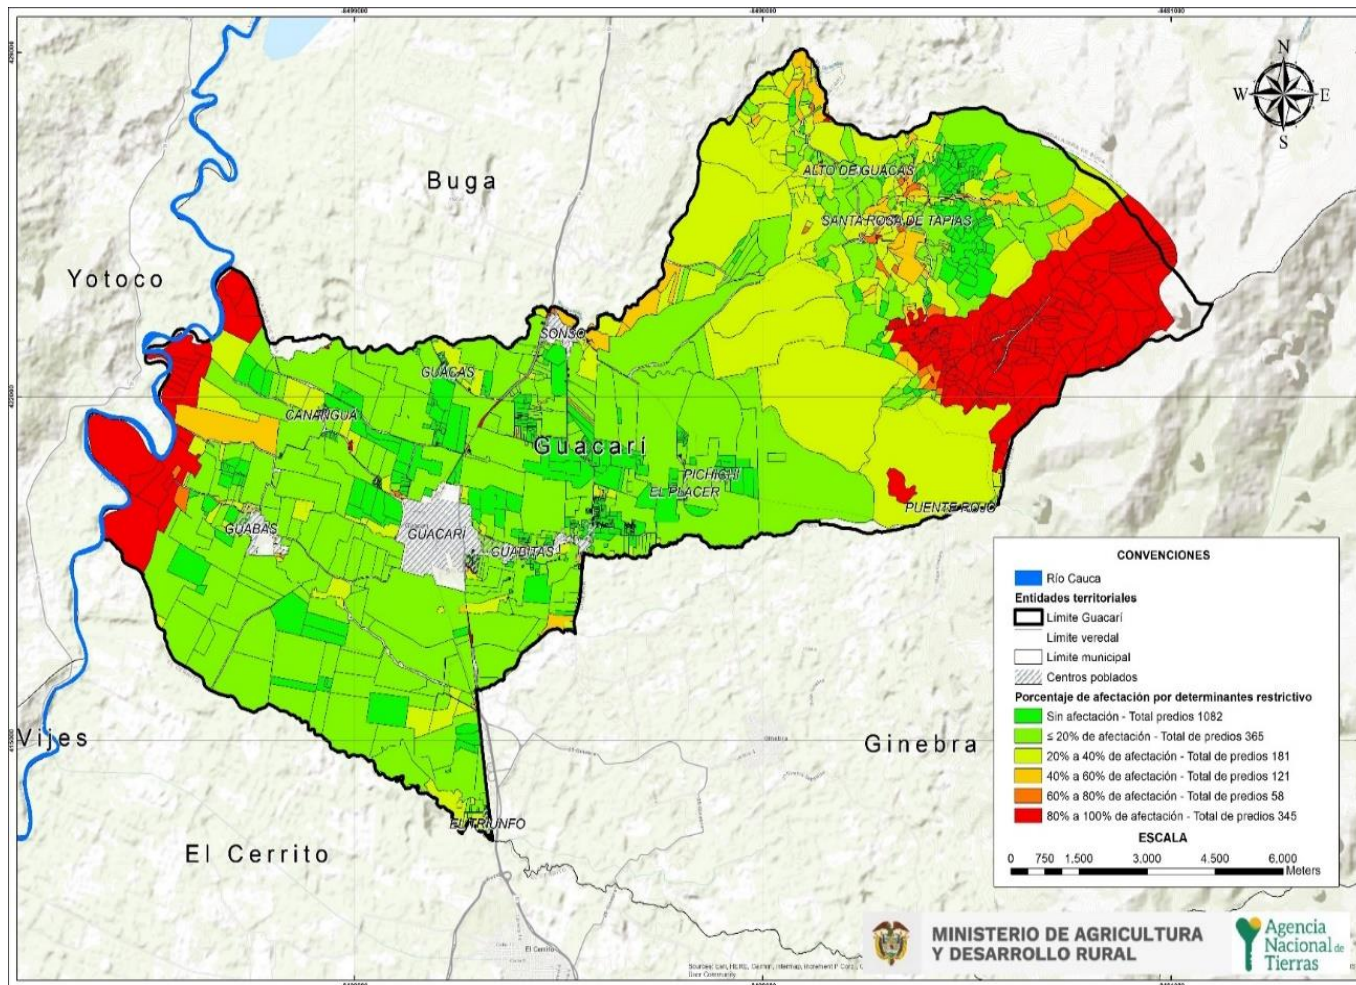 N
W E
S
Buga
Yotoco
ALTO DE GUACAS
SANTA ROSA DE TAPIAS
SONSO
GUACAS
CANANGUA
Guacarí
PICHICHI
EL PLACER
PUENTE ROJO
GUABAS
GUACARI
GUABITAS
Vijes
Ginebra
EL TRIUNFO
El Cerrito
El Cerrito
CONVENCIONES
Río Cauca
Entidades territoriales
Límite Guacarí
Límite veredal
Límite municipal
Centros poblados
Porcentaje de afectación por determinantes restrictivo
Sin afectación - Total predios 1082
≤ 20% de afectación - Total de predios 365
20% a 40% de afectación - Total de predios 181
40% a 60% de afectación - Total de predios 121
60% a 80% de afectación - Total de predios 58
80% a 100% de afectación - Total de predios 345
ESCALA
0 750 1.500 3.000 4.500 6.000
Meters
MINISTERIO DE AGRICULTURA
Y DESARROLLO RURAL
Agencia
Nacional de
Tierras
User Community